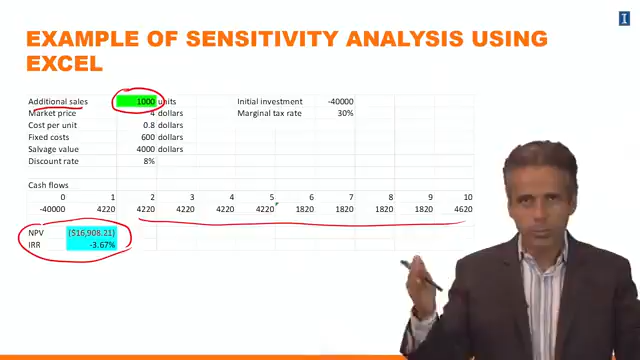 I
EXAMPLE OF SENSITIVITY ANALYSIS USING
EXCEL
Additional sales 1000 units Initial investment -40000
Market price 4 dollars Marginal tax rate 30%
Cost per unit 0.8 dollars
Fixed costs 600 dollars
Salvage value 4000 dollars
Discount rate 8%
Cash flows
0 1 2 3 4 5 6 7 8 9 10
-40000 4220 4220 4220 4220 4220 1820 1820 1820 1820 4620
NPV ($16,908.21)
IRR -3.67%